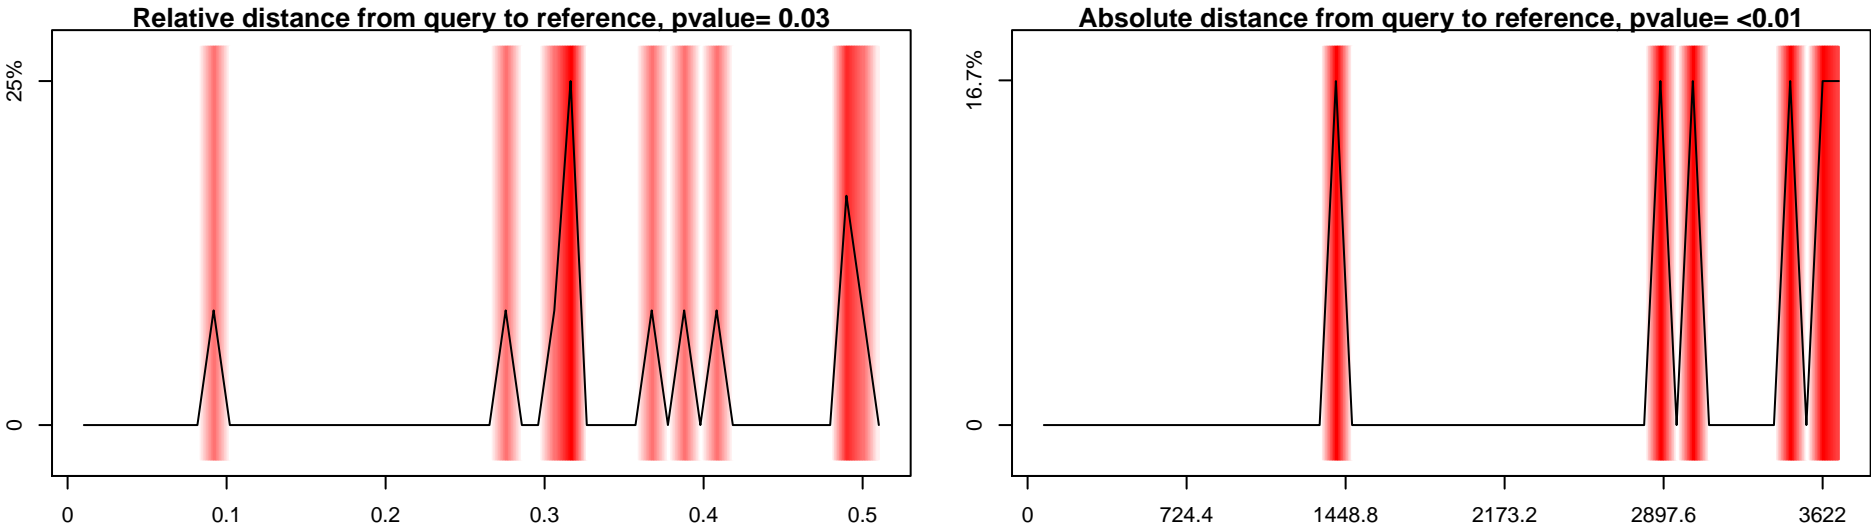 Relative distance from query to reference, pvalue= 0.03
25%
0
0 0.1 0.2 0.3 0.4 0.5
Absolute distance from query to reference, pvalue= <0.01
16.7%
0
0 724.4 1448.8 2173.2 2897.6 3622